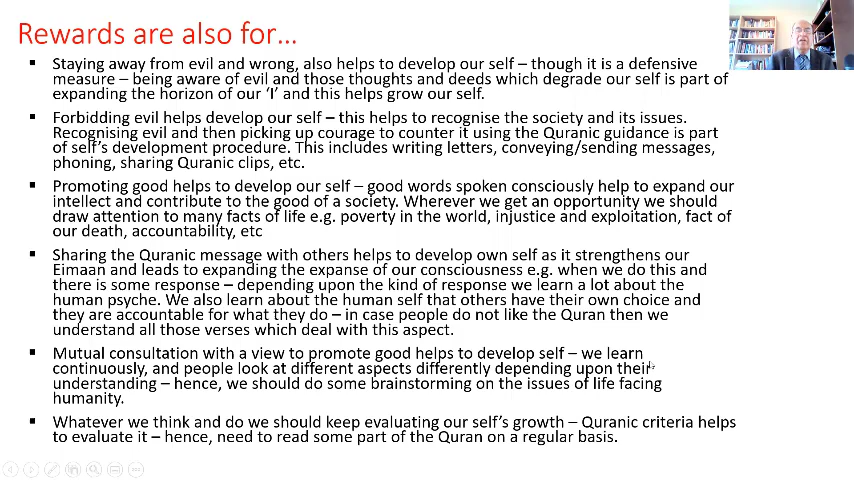 Rewards are also for...
▪ Staying away from evil and wrong, also helps to develop our self – though it is a defensive
measure – being aware of evil and those thoughts and deeds which degrade our self is part of
expanding the horizon of our ‘I’ and this helps grow our self.
▪ Forbidding evil helps develop our self – this helps to recognise the society and its issues.
Recognising evil and then picking up courage to counter it using the Quranic guidance is part
of self’s development procedure. This includes writing letters, conveying/sending messages,
phoning, sharing Quranic clips, etc.
▪ Promoting good helps to develop our self – good words spoken consciously help to expand our
intellect and contribute to the good of a society. Wherever we get an opportunity we should
draw attention to many facts of life e.g. poverty in the world, injustice and exploitation, fact of
our death, accountability, etc
▪ Sharing the Quranic message with others helps to develop own self as it strengthens our
Eimaan and leads to expanding the expanse of our consciousness e.g. when we do this and
there is some response – depending upon the kind of response we learn a lot about the
human psyche. We also learn about the human self that others have their own choice and
they are accountable for what they do – in case people do not like the Quran then we
understand all those verses which deal with this aspect.
▪ Mutual consultation with a view to promote good helps to develop self – we learn
continuously, and people look at different aspects differently depending upon their
understanding – hence, we should do some brainstorming on the issues of life facing
humanity.
▪ Whatever we think and do we should keep evaluating our self’s growth – Quranic criteria helps
to evaluate it – hence, need to read some part of the Quran on a regular basis.